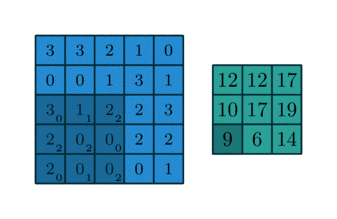 3 3 2 1 0
0 0 1 3 1
3₀ 1₁ 2₂ 2 3
2₂ 0₂ 0₀ 2 2
2₀ 0₁ 0₂ 0 1
12 12 17
10 17 19
9 6 14